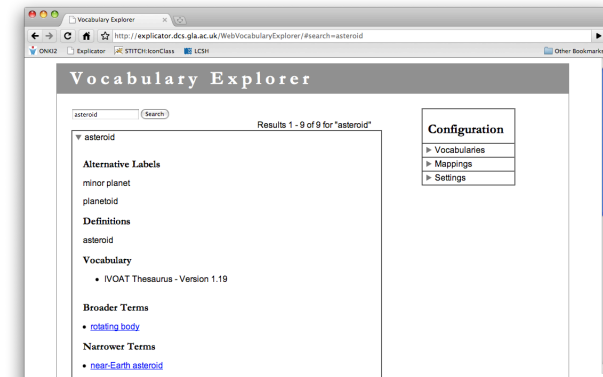 Vocabulary Explorer
http://explicator.dcs.gla.ac.uk/WebVocabularyExplorer/#search=asteroid
ONKI2 Explicator STITCH:IconClass LCSH Other Bookmarks
Vocabulary Explorer
asteroid Search
Results 1 - 9 of 9 for "asteroid"
asteroid
Alternative Labels
minor planet
planetoid
Definitions
asteroid
Vocabulary
• IVOAT Thesaurus - Version 1.19
Broader Terms
• rotating body
Narrower Terms
• near-Earth asteroid
Configuration
Vocabularies
Mappings
Settings